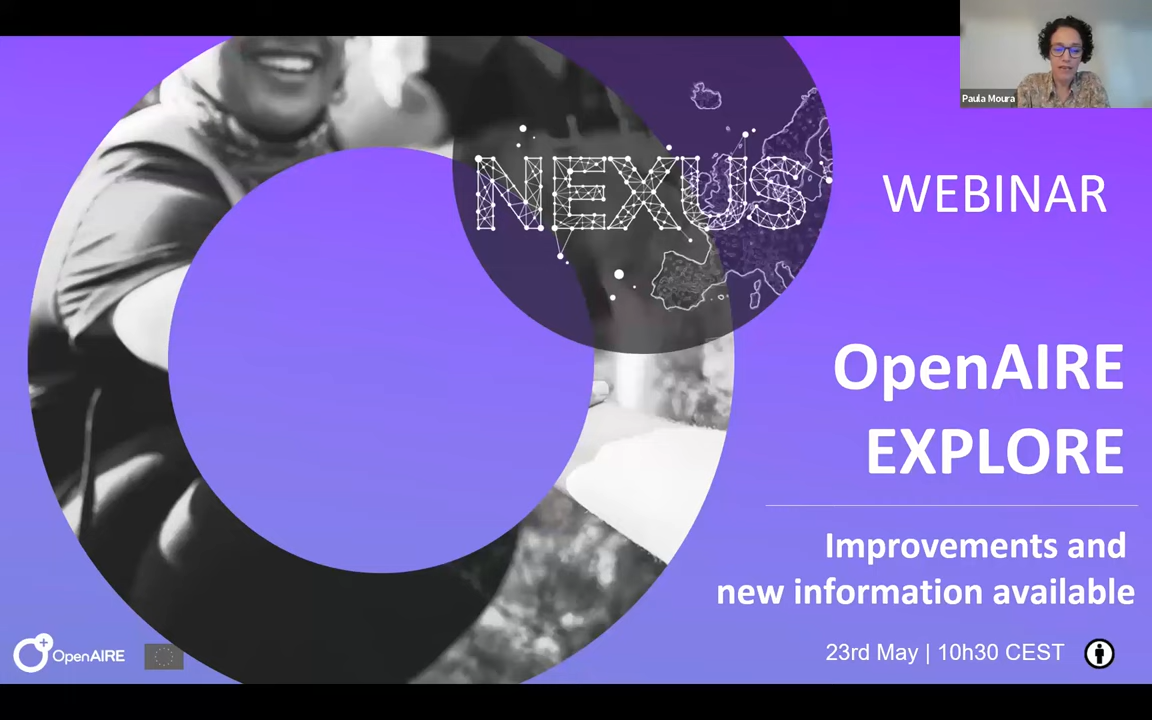 Paula Moura
NEXUS
WEBINAR
OpenAIRE
EXPLORE
Improvements and
new information available
OpenAIRE
23rd May | 10h30 CEST